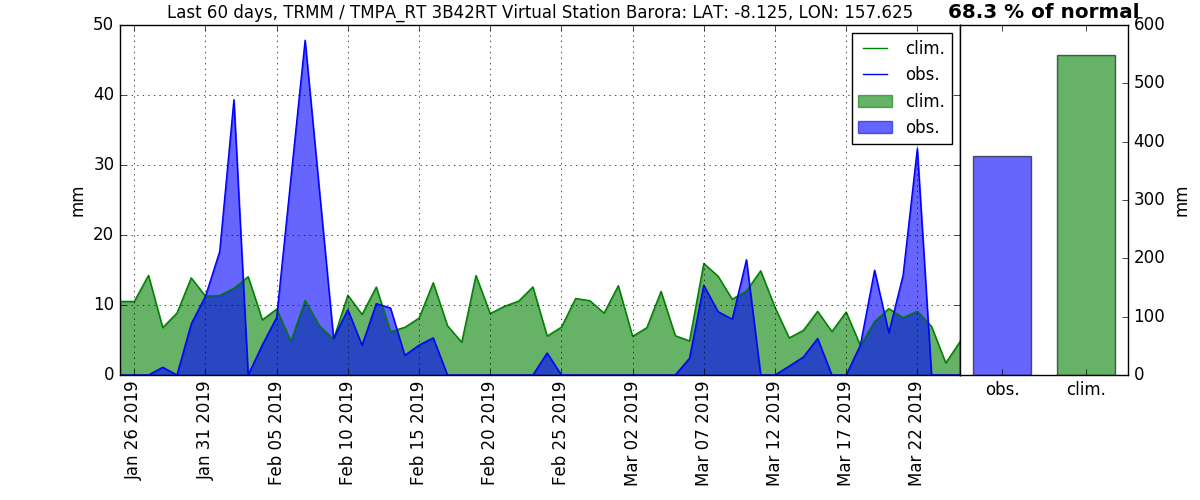 Last 60 days, TRMM / TMPA_RT 3B42RT Virtual Station Barora: LAT: -8.125, LON: 157.625
68.3 % of normal
50
40
30
20
10
0
mm
clim.
obs.
clim.
obs.
600
500
400
300
200
100
0
mm
obs.
clim.
Jan 26 2019
Jan 31 2019
Feb 05 2019
Feb 10 2019
Feb 15 2019
Feb 20 2019
Feb 25 2019
Mar 02 2019
Mar 07 2019
Mar 12 2019
Mar 17 2019
Mar 22 2019